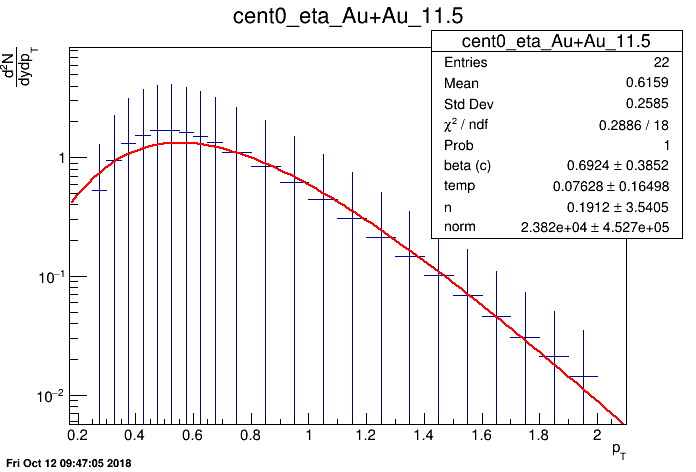 cent0_eta_Au+Au_11.5
d²N
dydp_T
cent0_eta_Au+Au_11.5
Entries 22
Mean 0.6159
Std Dev 0.2585
χ² / ndf 0.2886 / 18
Prob 1
beta (c) 0.6924 ± 0.3852
temp 0.07628 ± 0.16498
n 0.1912 ± 3.5405
norm 2.382e+04 ± 4.527e+05
1
10⁻¹
10⁻²
0.2 0.4 0.6 0.8 1 1.2 1.4 1.6 1.8 2
p_T
Fri Oct 12 09:47:05 2018